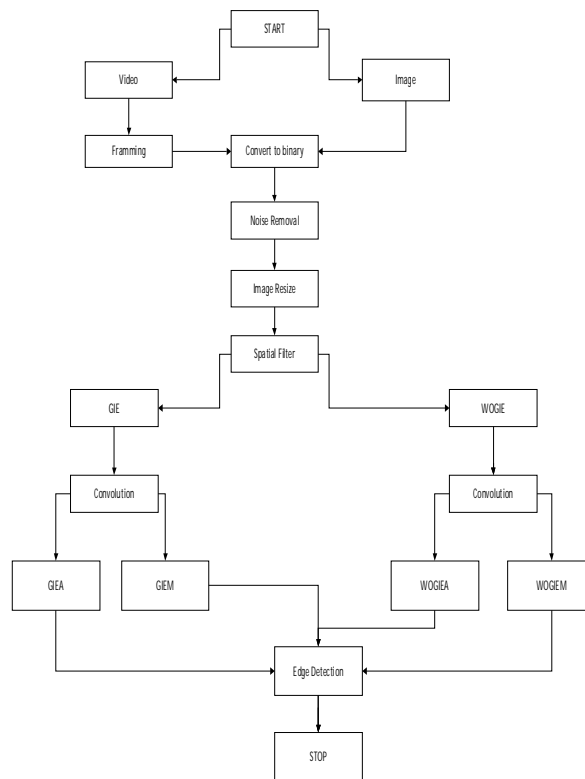 START
Video
Image
Framming
Convert to binary
Noise Removal
Image Resize
Spatial Filter
GIE
WOGIE
Convolution
Convolution
GIEA
GIEM
WOGIEA
WOGIEM
Edge Detection
STOP